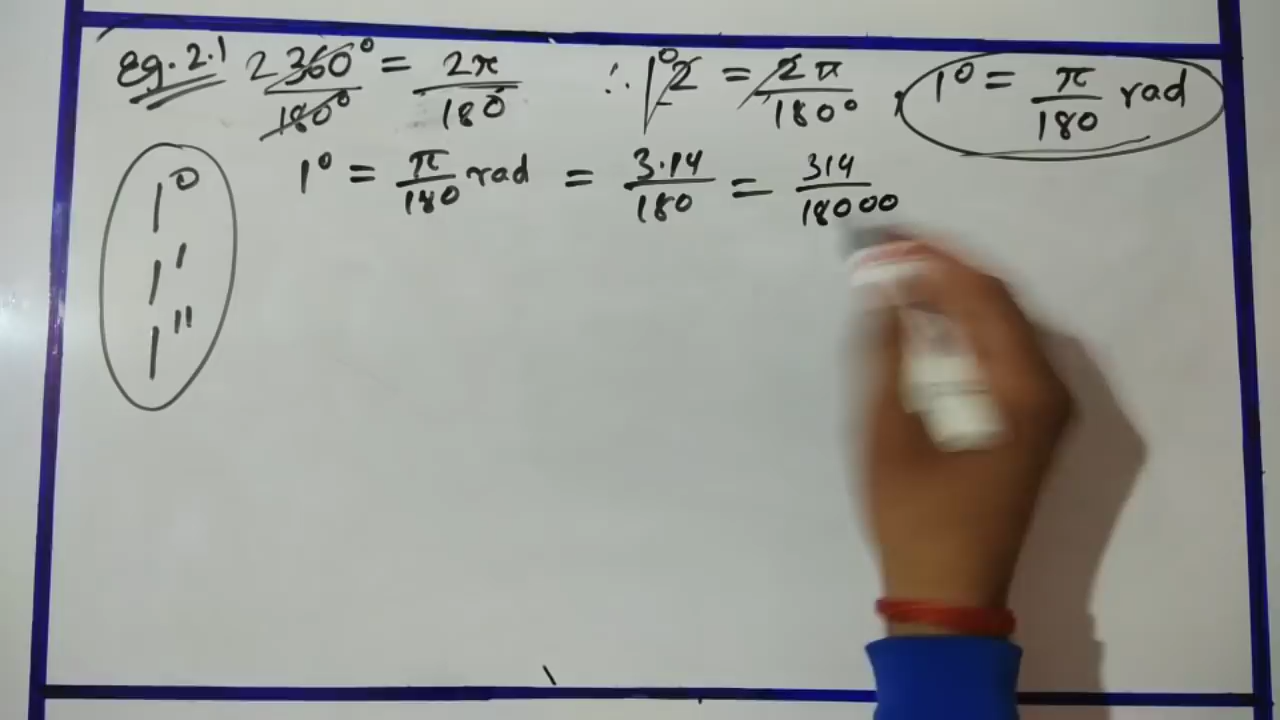 Eg. 2.1 2 360°/180° = 2π/180 ∴ 1°2 = 2π/180° , 1° = π/180 rad
1° = π/180 rad = 3.14/180 = 314/18000
1°
1'
1"